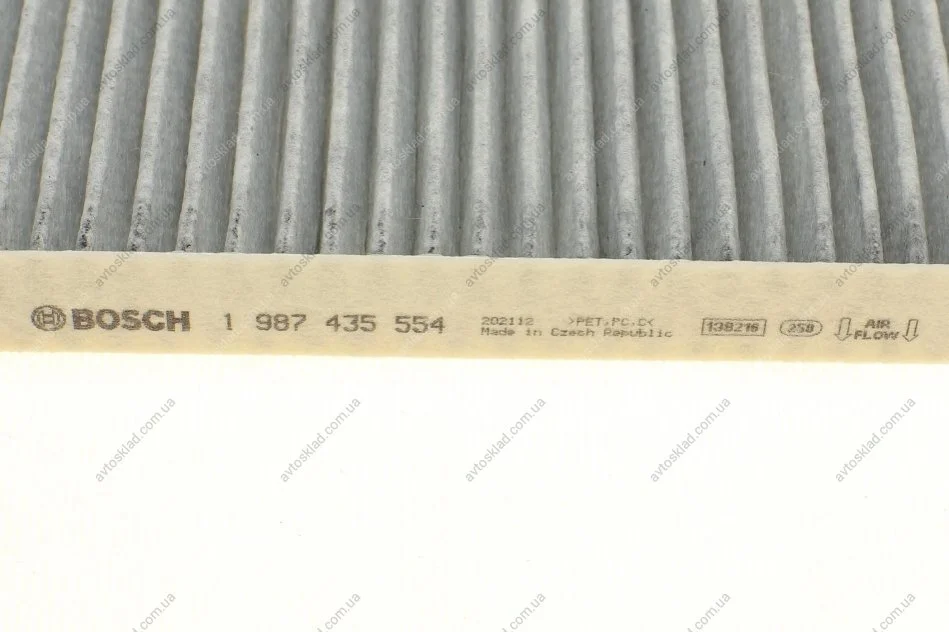 BOSCH 1 987 435 554
202112 >PET,PC,C<
Made in Czech Republic
138216
258
AIR
FLOW
avtosklad.com.ua